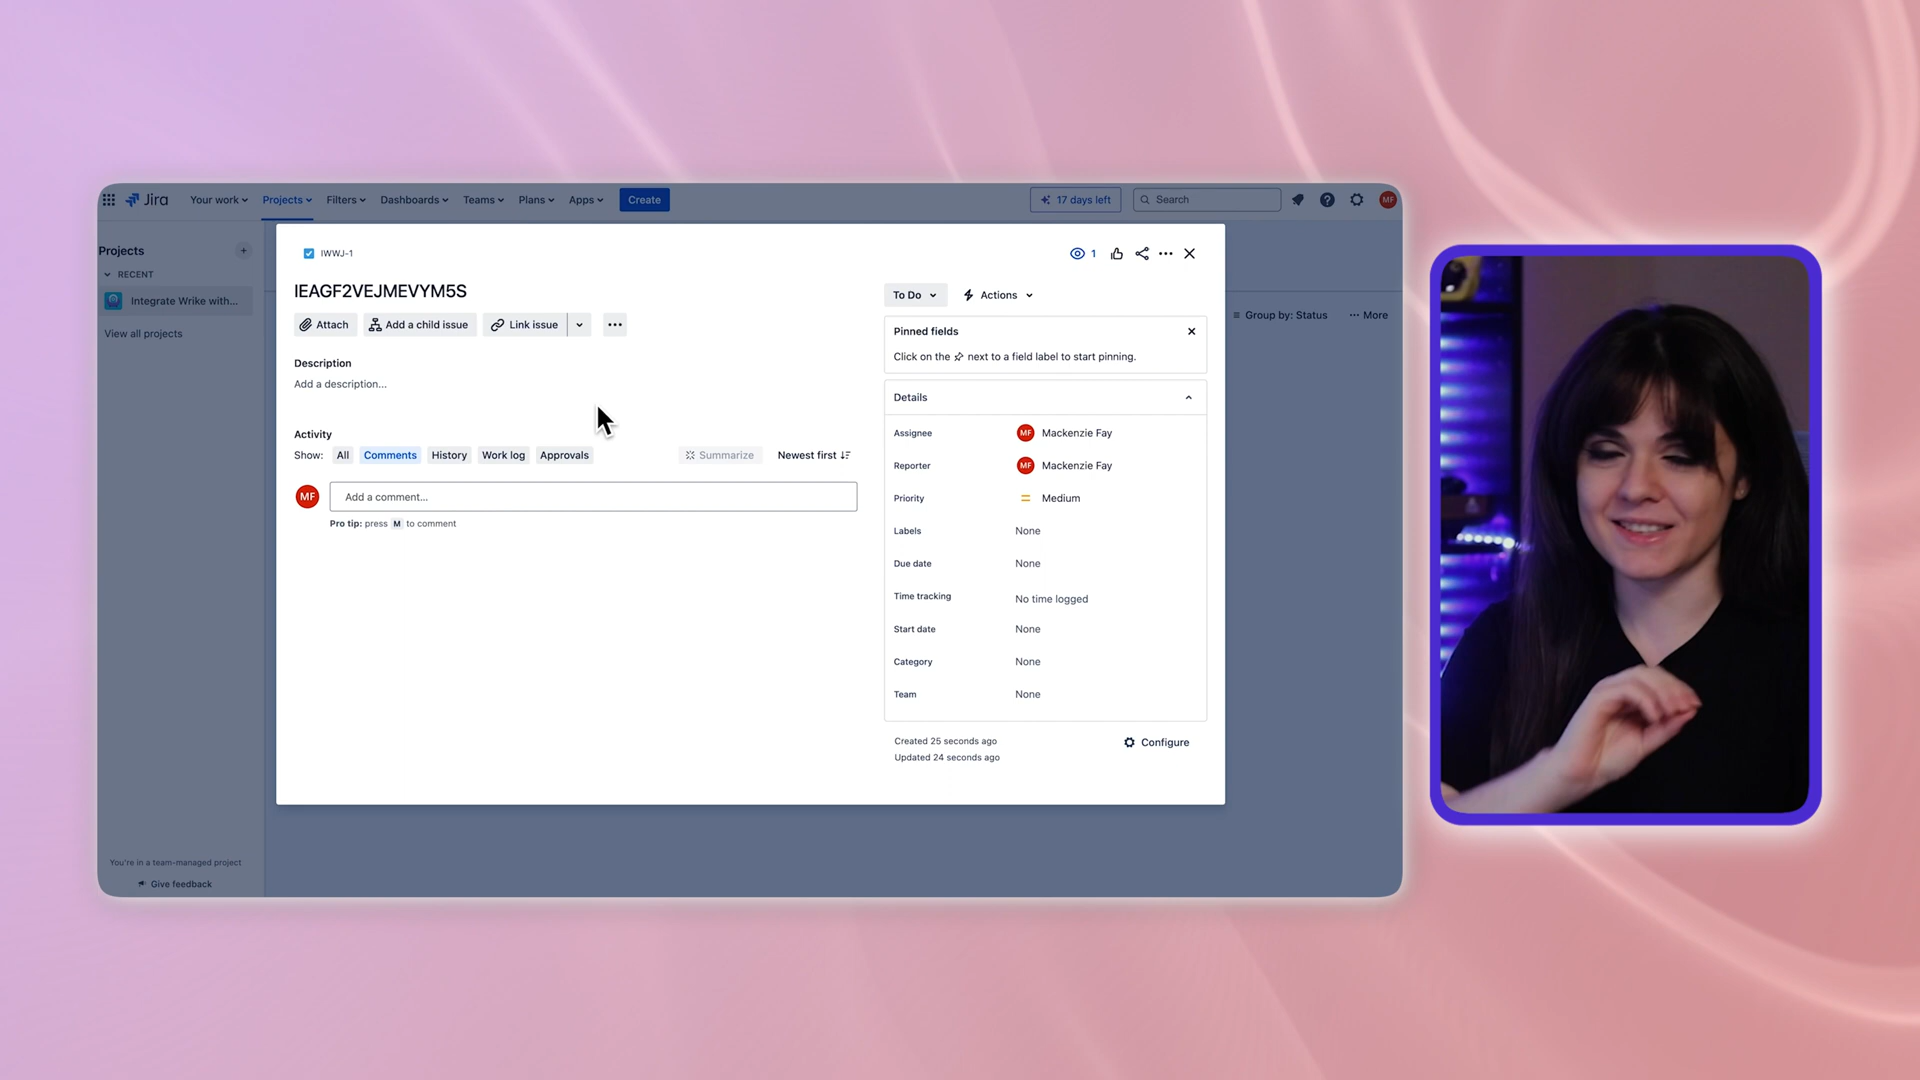 Jira Your work Projects Filters Dashboards Teams Plans Apps Create 17 days left Search MF
Projects
RECENT
Integrate Wrike with...
View all projects
You're in a team-managed project
Give feedback
IWWJ-1
1
IEAGF2VEJMEVYM5S
Attach Add a child issue Link issue
Description
Add a description...
Activity
Show: All Comments History Work log Approvals Summarize Newest first
MF Add a comment...
Pro tip: press M to comment
To Do Actions
Pinned fields
Click on the next to a field label to start pinning.
Details
Assignee MF Mackenzie Fay
Reporter MF Mackenzie Fay
Priority Medium
Labels None
Due date None
Time tracking No time logged
Start date None
Category None
Team None
Created 25 seconds ago
Updated 24 seconds ago
Configure
Group by: Status More